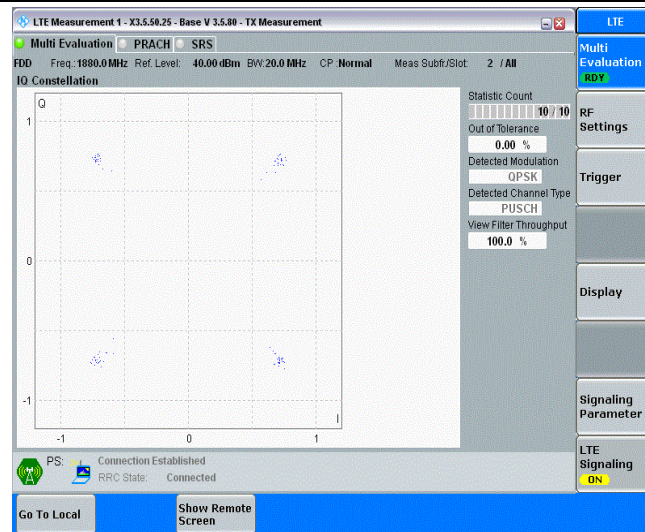 LTE Measurement 1 - X3.5.50.25 - Base V 3.5.80 - TX Measurement
LTE
Multi Evaluation PRACH SRS
Multi
Evaluation
RDY
FDD Freq.:1880.0 MHz Ref. Level: 40.00 dBm BW:20.0 MHz CP :Normal Meas Subfr/Slot: 2 / All
IQ Constellation
Q
1
0
-1
-1 0 1
I
Statistic Count
10 / 10
Out of Tolerance
0.00 %
Detected Modulation
QPSK
Detected Channel Type
PUSCH
View Filter Throughput
100.0 %
RF
Settings
Trigger
Display
Signaling
Parameter
LTE
Signaling
ON
PS: Connection Established
RRC State: Connected
Go To Local
Show Remote
Screen